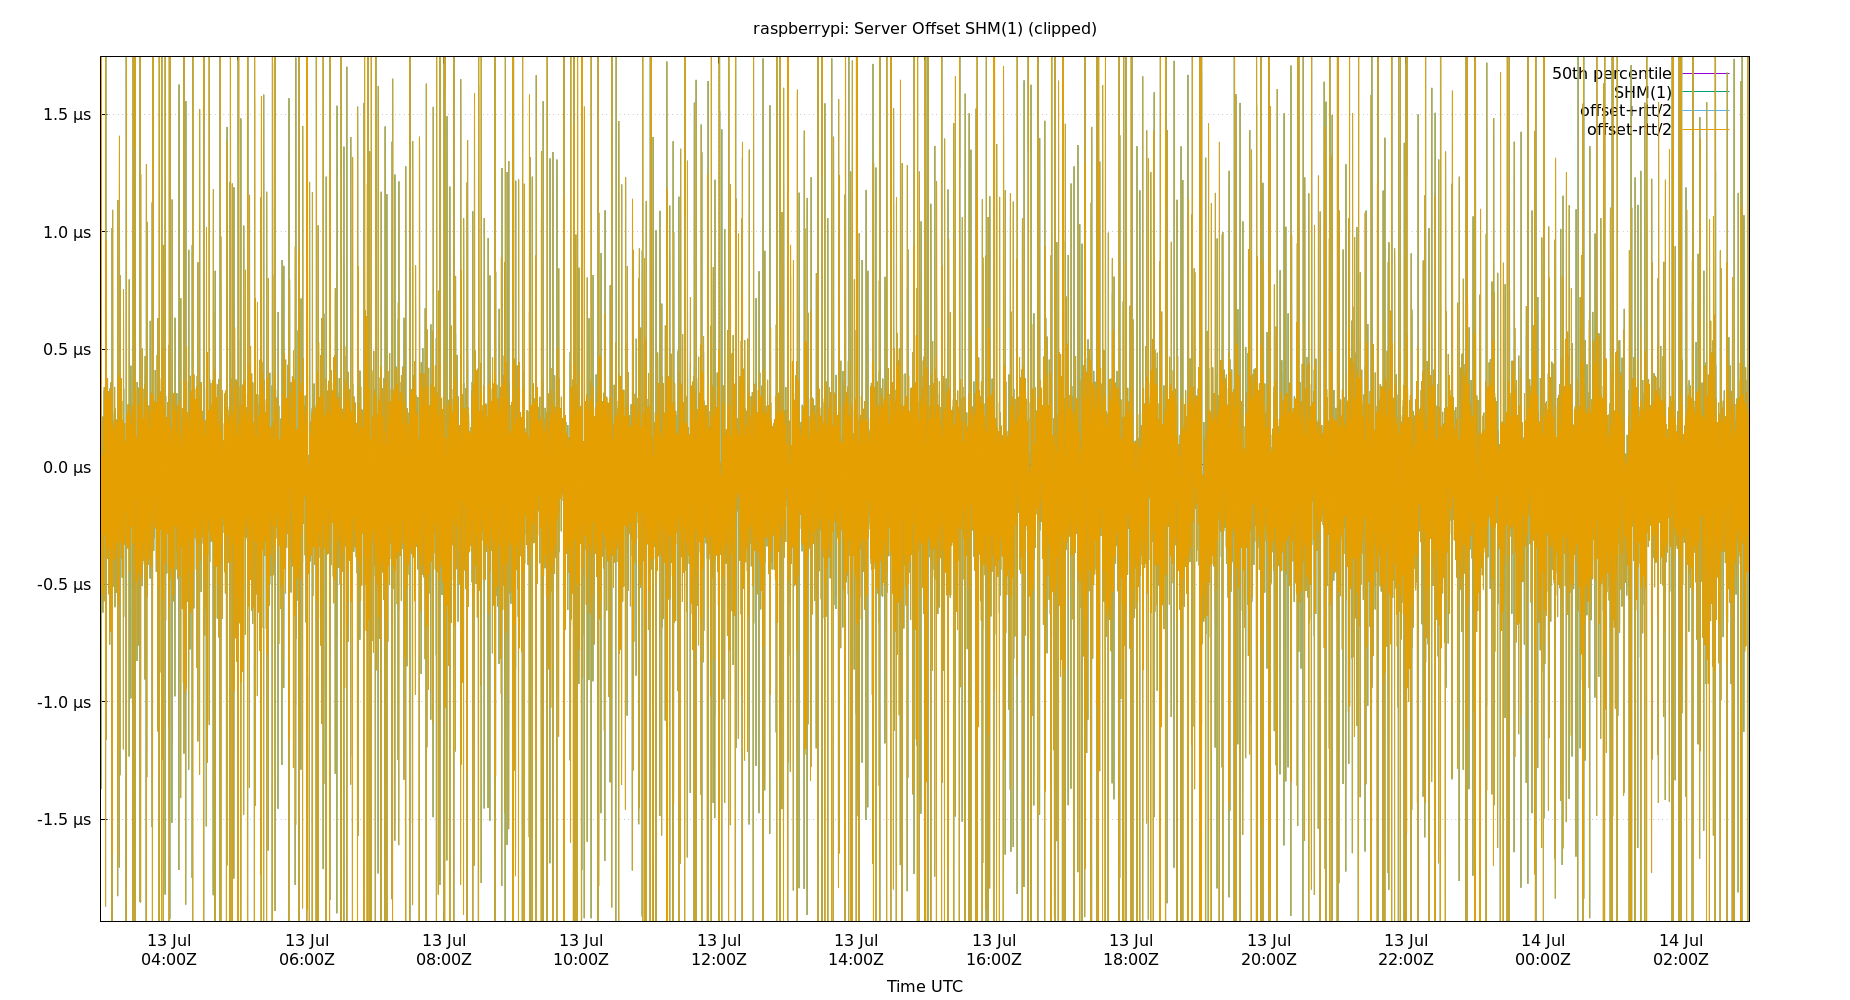 raspberrypi: Server Offset SHM(1) (clipped)
50th percentile
SHM(1)
offset+rtt/2
offset-rtt/2
1.5 µs
1.0 µs
0.5 µs
0.0 µs
-0.5 µs
-1.0 µs
-1.5 µs
13 Jul 13 Jul 13 Jul 13 Jul 13 Jul 13 Jul 13 Jul 13 Jul 13 Jul 13 Jul 14 Jul 14 Jul
04:00Z 06:00Z 08:00Z 10:00Z 12:00Z 14:00Z 16:00Z 18:00Z 20:00Z 22:00Z 00:00Z 02:00Z
Time UTC